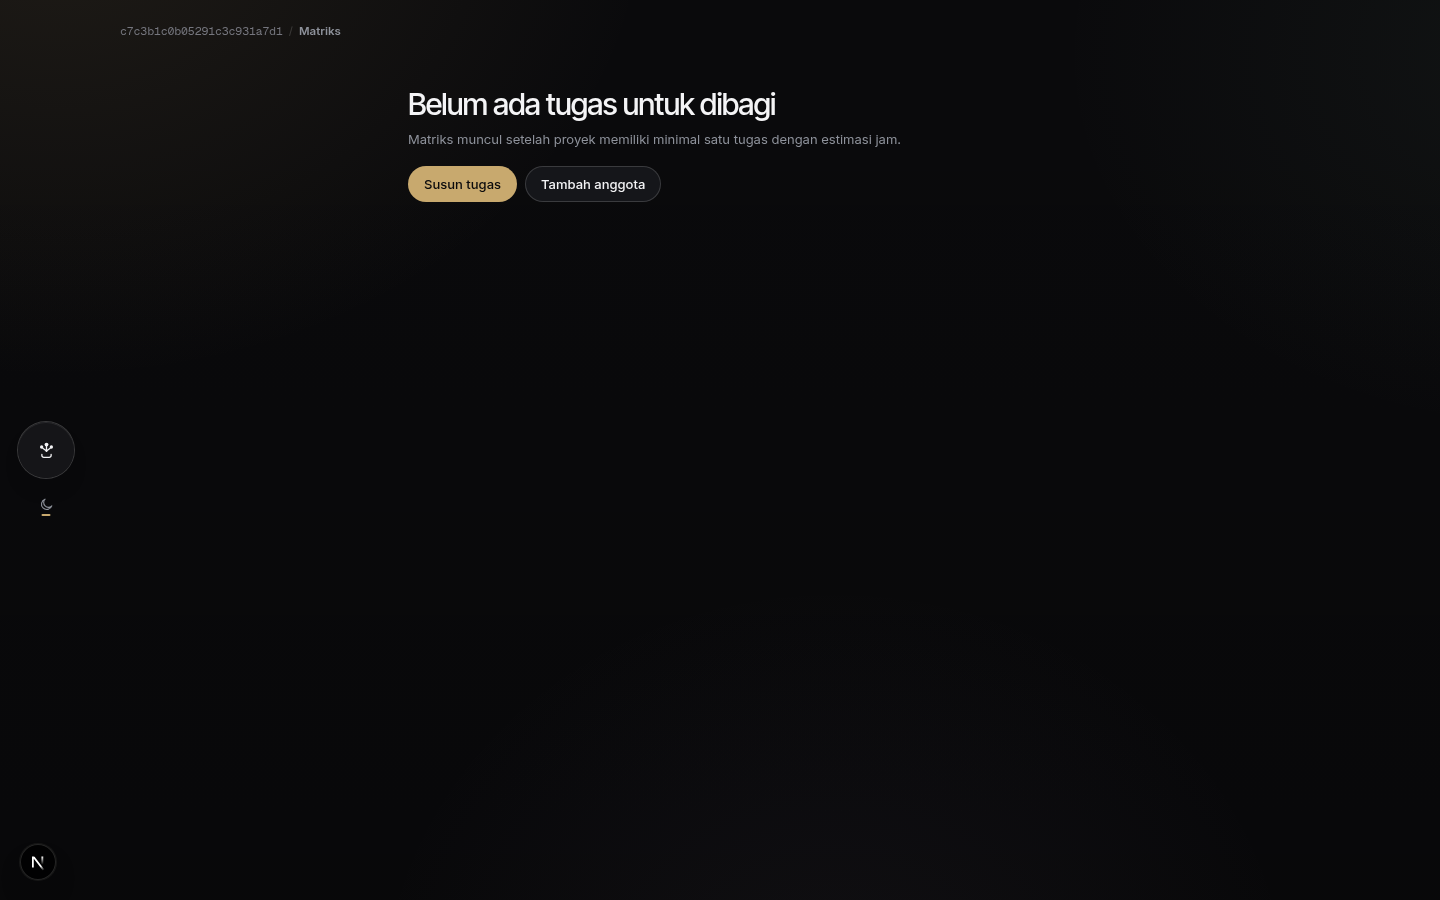 c7c3b1c0b05291c3c931a7d1 / Matriks
Belum ada tugas untuk dibagi
Matriks muncul setelah proyek memiliki minimal satu tugas dengan estimasi jam.
Susun tugas
Tambah anggota
N